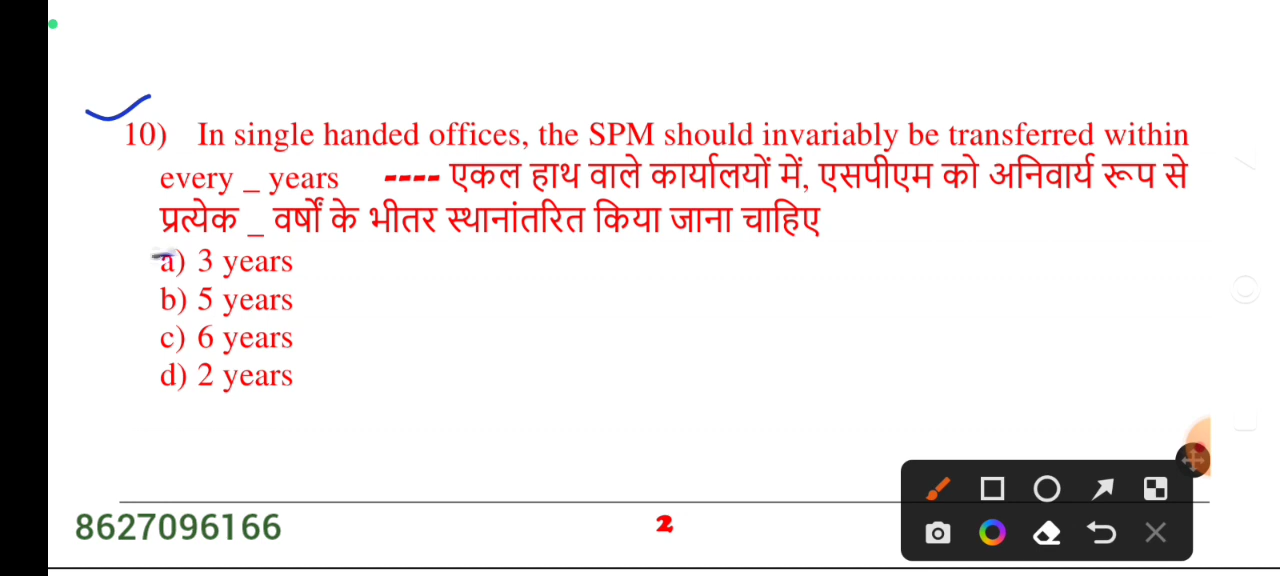 10) In single handed offices, the SPM should invariably be transferred within
every _ years ---- एकल हाथ वाले कार्यालयों में, एसपीएम को अनिवार्य रूप से
प्रत्येक _ वर्षों के भीतर स्थानांतरित किया जाना चाहिए
a) 3 years
b) 5 years
c) 6 years
d) 2 years
8627096166
2